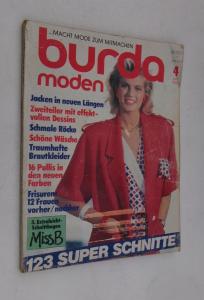 ...MACHT MODE ZUM MITMACHEN
burda
moden
4
Jacken in neuen Längen
Zweiteiler mit effekt-
vollen Dessins
Schmale Röcke
Schöne Wäsche
Traumhafte
Brautkleider
16 Pullis in
den neuen
Farben
Frisuren
12 Frauen
vorher/nachher
Miss B
123 SUPER SCHNITTE